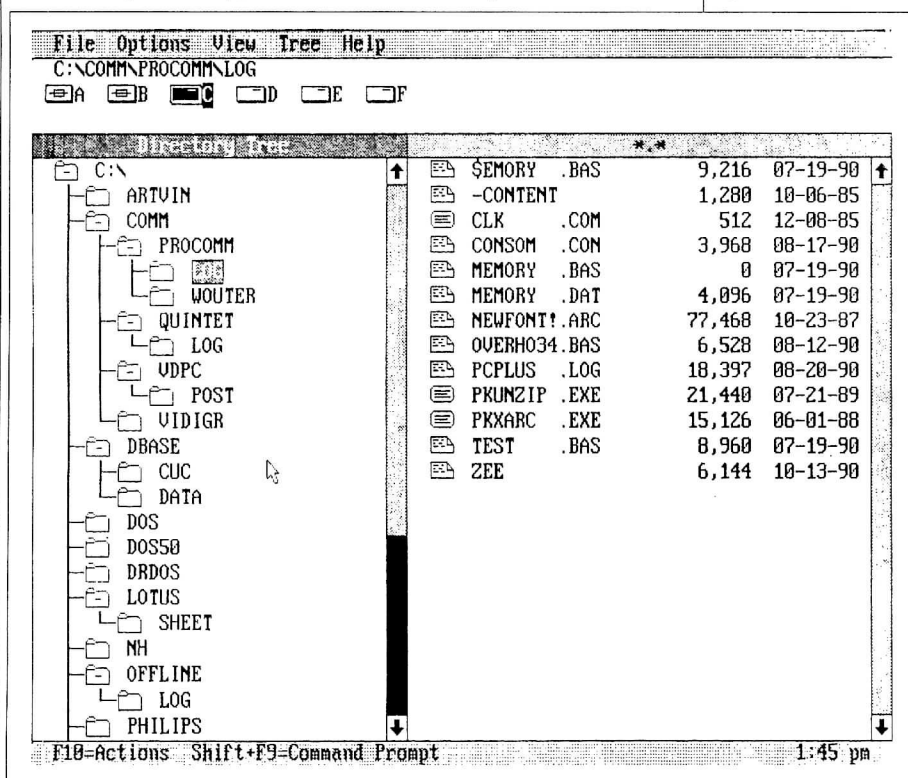 File Options View Tree Help
C:\COMM\PROCOMM\LOG
A B C D E F
Directory Tree
C:\
ARTVIN
COMM
PROCOMM
LOG
WOUTER
QUINTET
LOG
VDPC
POST
VIDIGR
DBASE
CUC
DATA
DOS
DOS50
DRDOS
LOTUS
SHEET
NH
OFFLINE
LOG
PHILIPS
*.*
$EMORY .BAS 9,216 07-19-90
-CONTENT 1,280 10-06-85
CLK .COM 512 12-08-85
CONSOM .CON 3,968 08-17-90
MEMORY .BAS 0 07-19-90
MEMORY .DAT 4,096 07-19-90
NEWFONT!.ARC 77,468 10-23-87
OVERHO34.BAS 6,528 08-12-90
PCPLUS .LOG 18,397 08-20-90
PKUNZIP .EXE 21,440 07-21-89
PKXARC .EXE 15,126 06-01-88
TEST .BAS 8,960 07-19-90
ZEE 6,144 10-13-90
F10=Actions Shift+F9=Command Prompt 1:45 pm